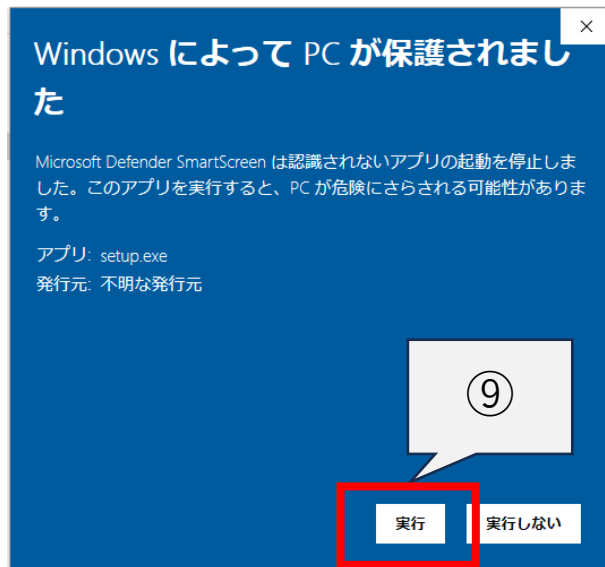 Windows によって PC が保護されまし
た
Microsoft Defender SmartScreen は認識されないアプリの起動を停止しま
した。このアプリを実行すると、PC が危険にさらされる可能性がありま
す。
アプリ: setup.exe
発行元: 不明な発行元
⑨
実行 実行しない